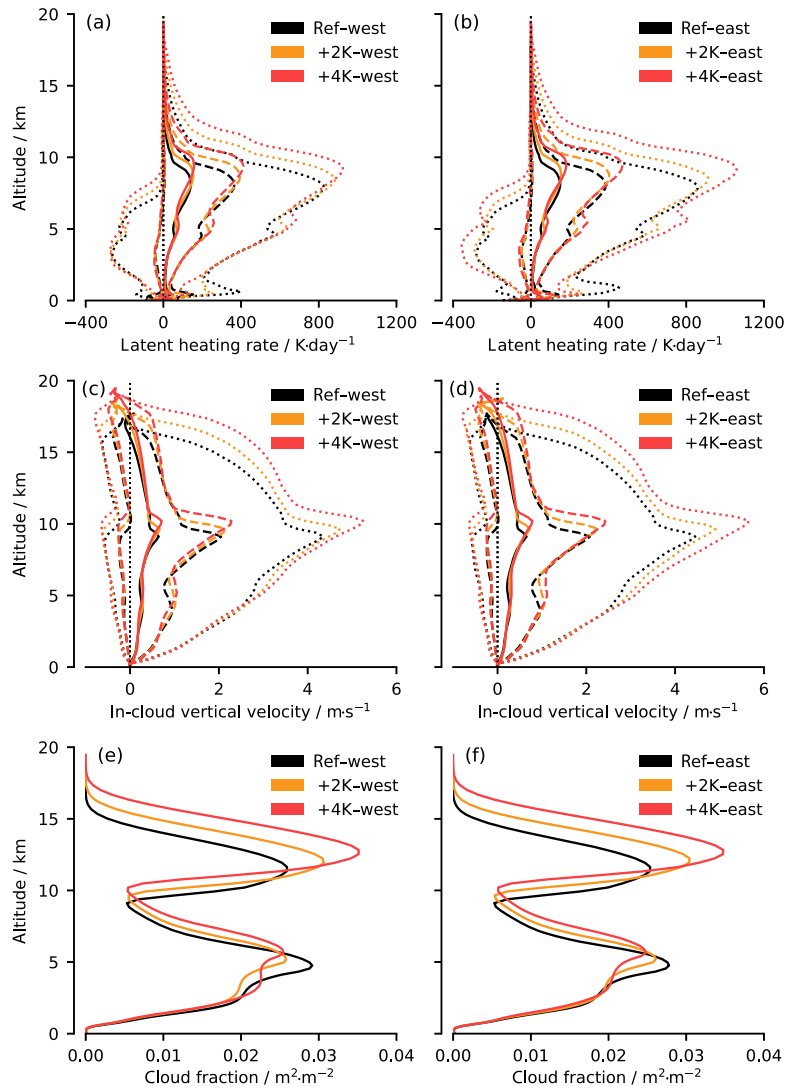 (a)
Ref–west
+2K–west
+4K–west
Altitude / km
20
15
10
5
0
−400
0
400
800
1200
Latent heating rate / K·day⁻¹
(b)
Ref–east
+2K–east
+4K–east
−400
0
400
800
1200
Latent heating rate / K·day⁻¹
(c)
Ref–west
+2K–west
+4K–west
Altitude / km
20
15
10
5
0
0
2
4
6
In-cloud vertical velocity / m·s⁻¹
(d)
Ref–east
+2K–east
+4K–east
0
2
4
6
In-cloud vertical velocity / m·s⁻¹
(e)
Ref–west
+2K–west
+4K–west
Altitude / km
20
15
10
5
0
0.00
0.01
0.02
0.03
0.04
Cloud fraction / m²·m⁻²
(f)
Ref–east
+2K–east
+4K–east
0.00
0.01
0.02
0.03
0.04
Cloud fraction / m²·m⁻²